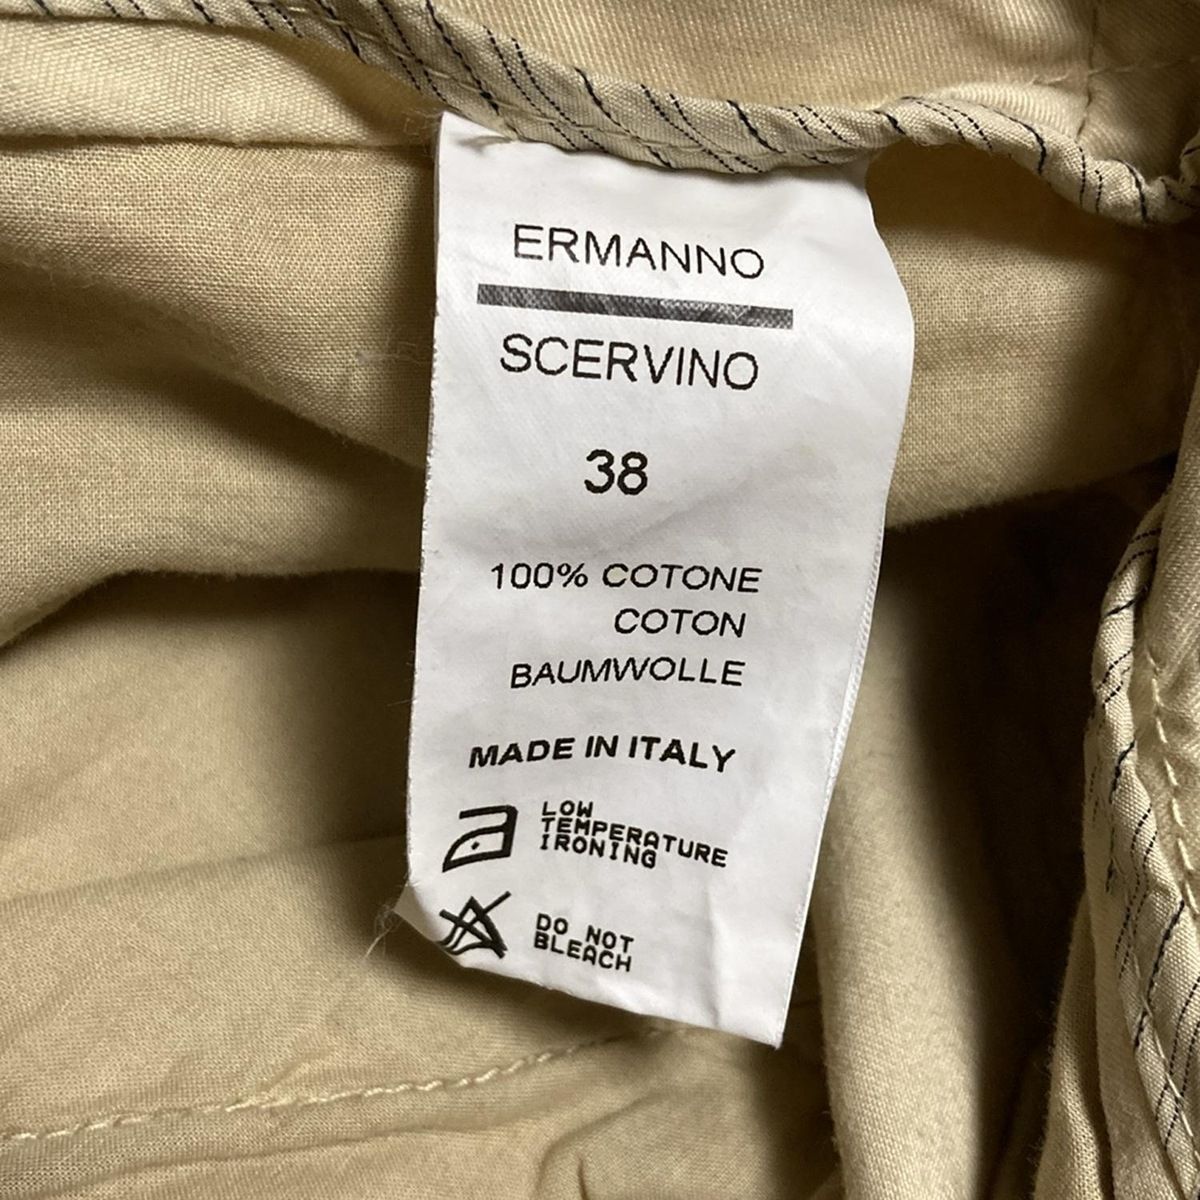 ERMANNO
SCERVINO
38
100% COTONE
COTON
BAUMWOLLE
MADE IN ITALY
LOW
TEMPERATURE
IRONING
DO NOT
BLEACH